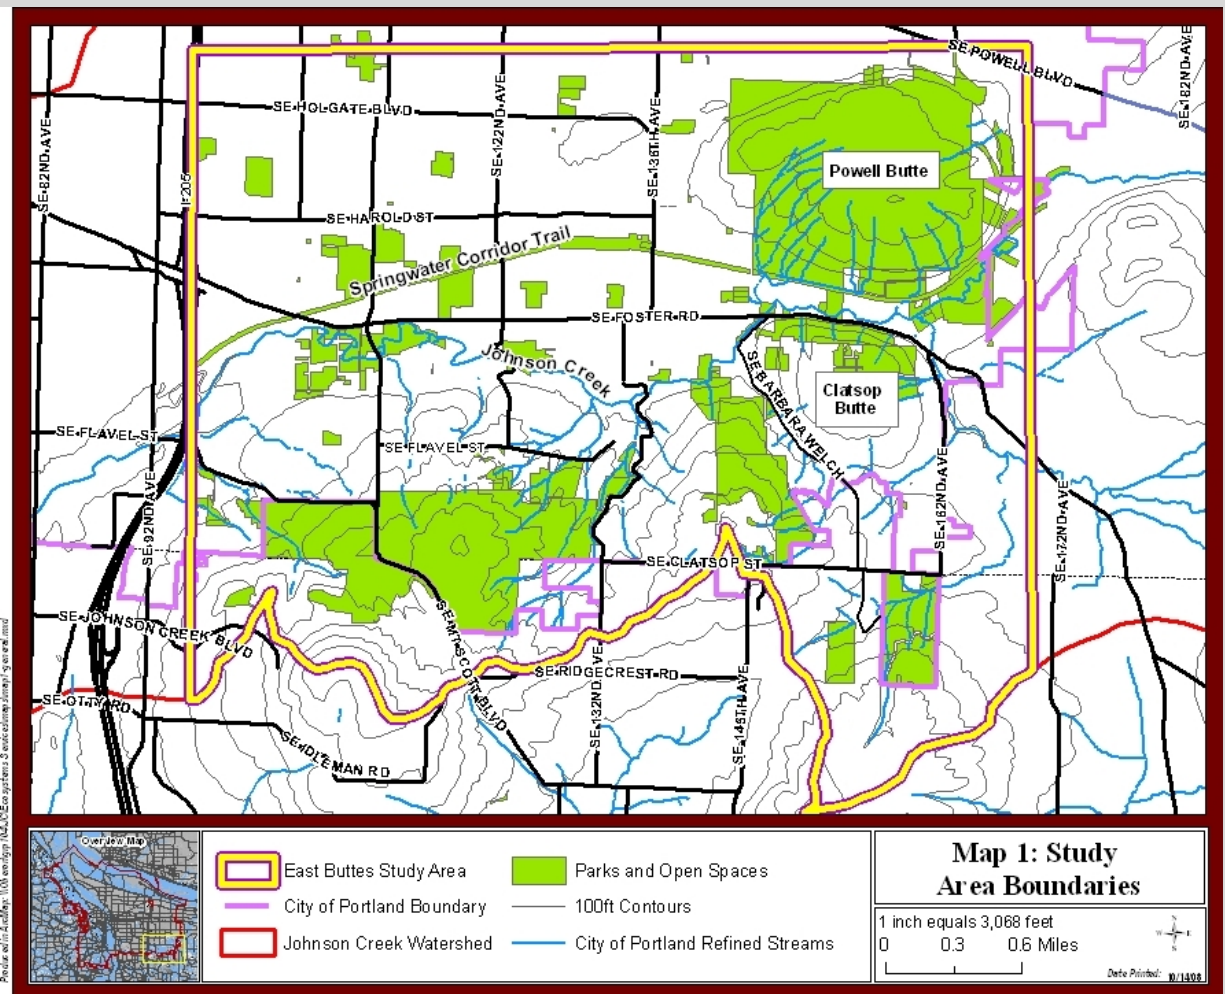 SE POWELL BLVD
SE 182ND AVE
SE HOLGATE BLVD
SE 82ND AVE
SE 122ND AVE
SE 136TH AVE
I-205
Powell Butte
SE HAROLD ST
Springwater Corridor Trail
SE FOSTER RD
Johnson Creek
SE BARBARA WELCH
Clatsop
Butte
SE FLAVEL ST
SE FLAVEL ST
SE 92ND AVE
SE 162ND AVE
SE 172ND AVE
SE CLATSOP ST
SE JOHNSON CREEK BLVD
SE MT SCOTT BLVD
SE RIDGECREST RD
SE 132ND AVE
SE 145TH AVE
SE OTTY RD
SE IDLEMAN RD
Overview Map
East Buttes Study Area
City of Portland Boundary
Johnson Creek Watershed
Parks and Open Spaces
100ft Contours
City of Portland Refined Streams
Map 1: Study
Area Boundaries
1 inch equals 3,068 feet
0 0.3 0.6 Miles
N
W E
S
Date Printed: 10/14/08
Produced in ArcMap: